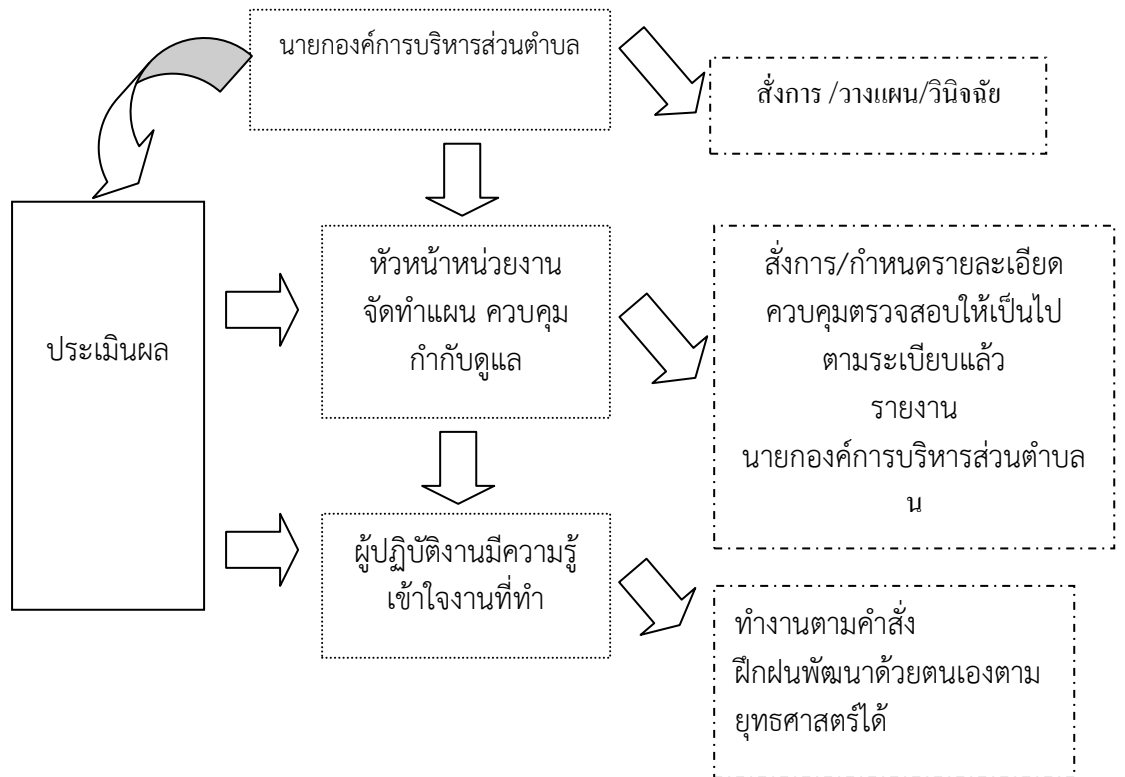 นายกองค์การบริหารส่วนตำบล
สั่งการ /วางแผน/วินิจฉัย
ประเมินผล
หัวหน้าหน่วยงาน
จัดทำแผน ควบคุม
กำกับดูแล
สั่งการ/กำหนดรายละเอียด
ควบคุมตรวจสอบให้เป็นไป
ตามระเบียบแล้ว
รายงาน
นายกองค์การบริหารส่วนตำบล
น
ผู้ปฏิบัติงานมีความรู้
เข้าใจงานที่ทำ
ทำงานตามคำสั่ง
ฝึกฝนพัฒนาด้วยตนเองตาม
ยุทธศาสตร์ได้